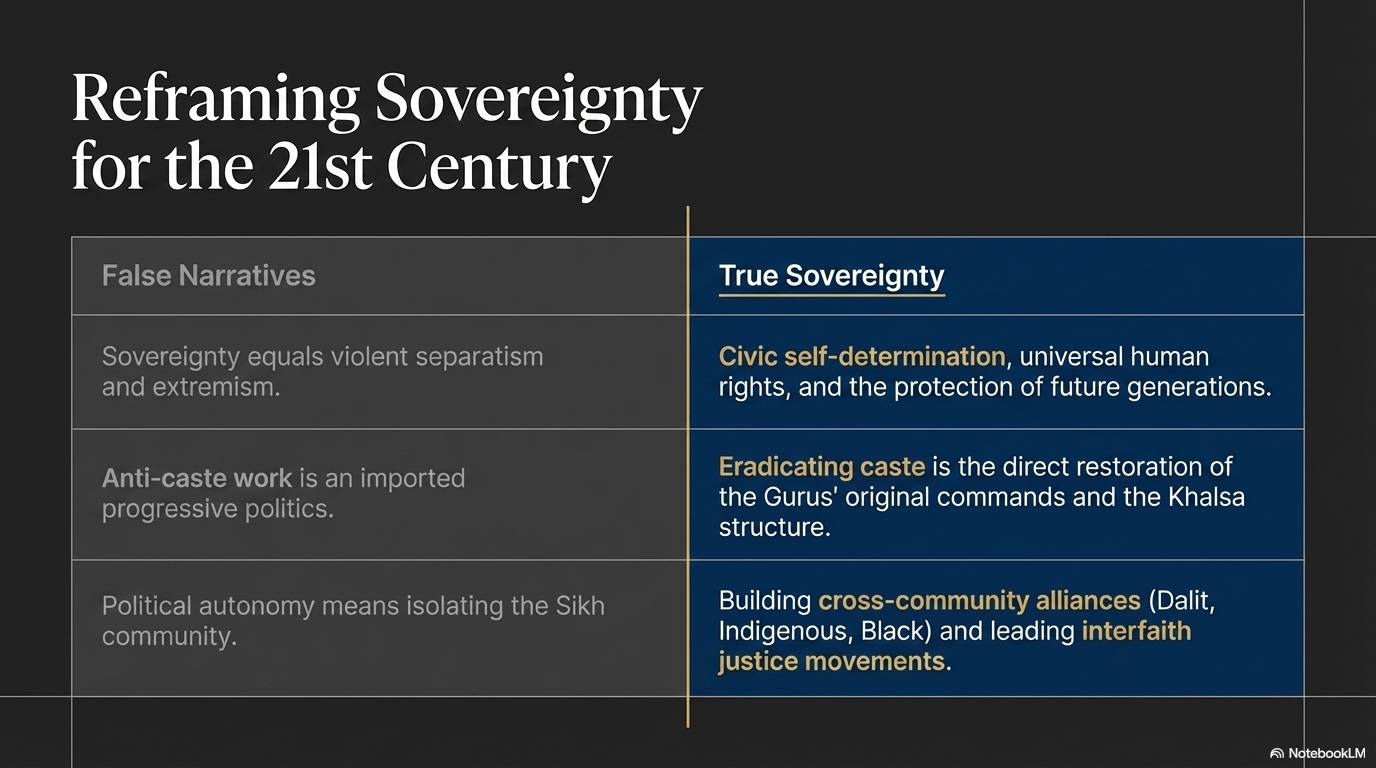 Reframing Sovereignty
for the 21st Century
False Narratives
True Sovereignty
Sovereignty equals violent separatism
and extremism.
Civic self-determination, universal human
rights, and the protection of future generations.
Anti-caste work is an imported
progressive politics.
Eradicating caste is the direct restoration of
the Gurus' original commands and the Khalsa
structure.
Political autonomy means isolating the Sikh
community.
Building cross-community alliances (Dalit,
Indigenous, Black) and leading interfaith
justice movements.
NotebookLM